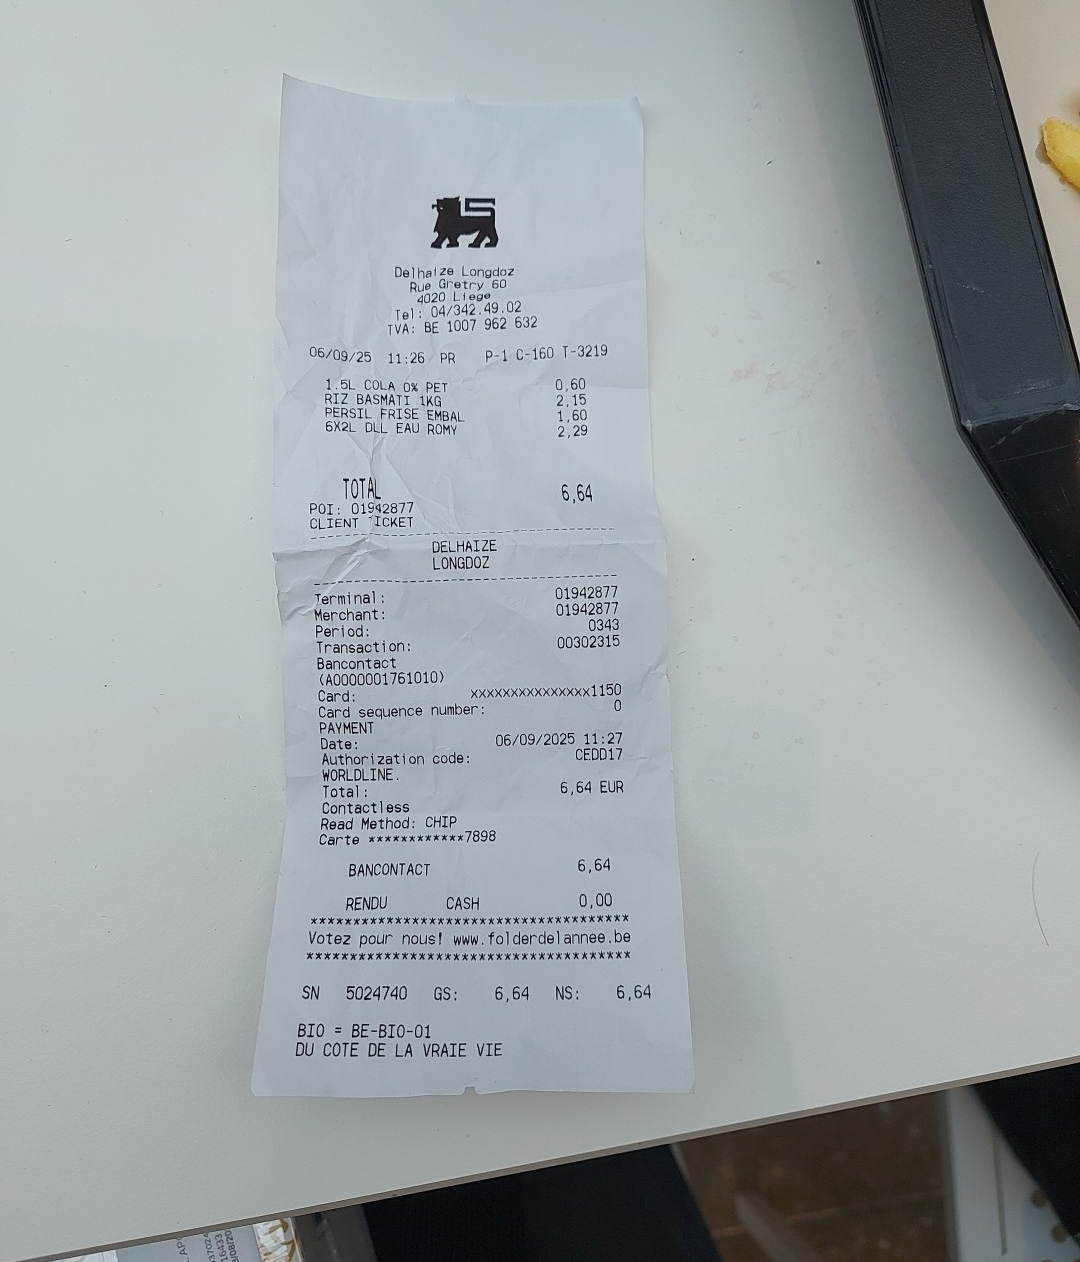 Delhaize Longdoz
Rue Gretry 60
4020 Liege
Tel: 04/342.49.02
TVA: BE 1007 962 632
06/09/25 11:26 PR P-1 C-160 T-3219
1.5L COLA 0% PET 0,60
RIZ BASMATI 1KG 2,15
PERSIL FRISE EMBAL 1,60
6X2L DLL EAU ROMY 2,29
TOTAL 6,64
POI: 01942877
CLIENT TICKET
DELHAIZE
LONGDOZ
Terminal: 01942877
Merchant: 01942877
Period: 0343
Transaction: 00302315
Bancontact
(A0000001761010)
Card: xxxxxxxxxxxxxxx1150
Card sequence number: 0
PAYMENT
Date: 06/09/2025 11:27
Authorization code: CEDD17
WORLDLINE.
Total: 6,64 EUR
Contactless
Read Method: CHIP
Carte ************7898
BANCONTACT 6,64
RENDU CASH 0,00
**************************************
Votez pour nous! www.folderdelannee.be
**************************************
SN 5024740 GS: 6,64 NS: 6,64
BIO = BE-BIO-01
DU COTE DE LA VRAIE VIE